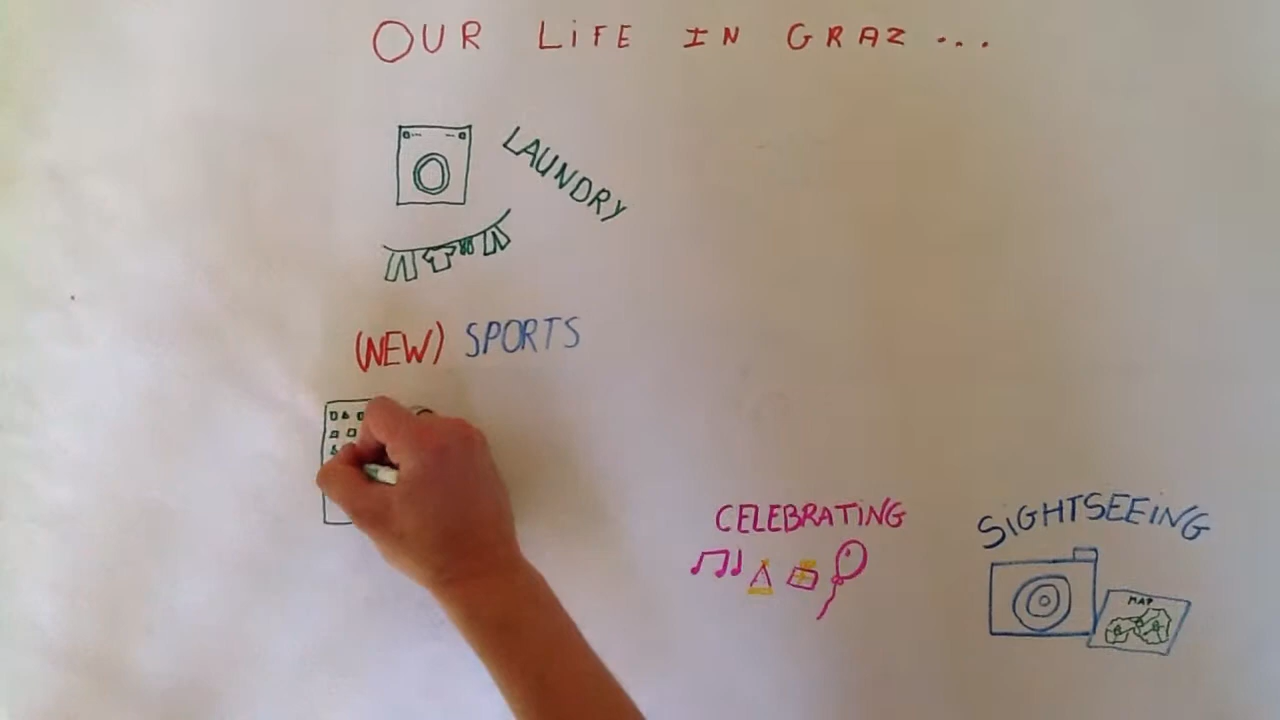 OUR LiFE IN GRAZ ...
LAUNDRY
(NEW) SPORTS
CELEBRATiNG
SiGHTSEEiNG
MAP